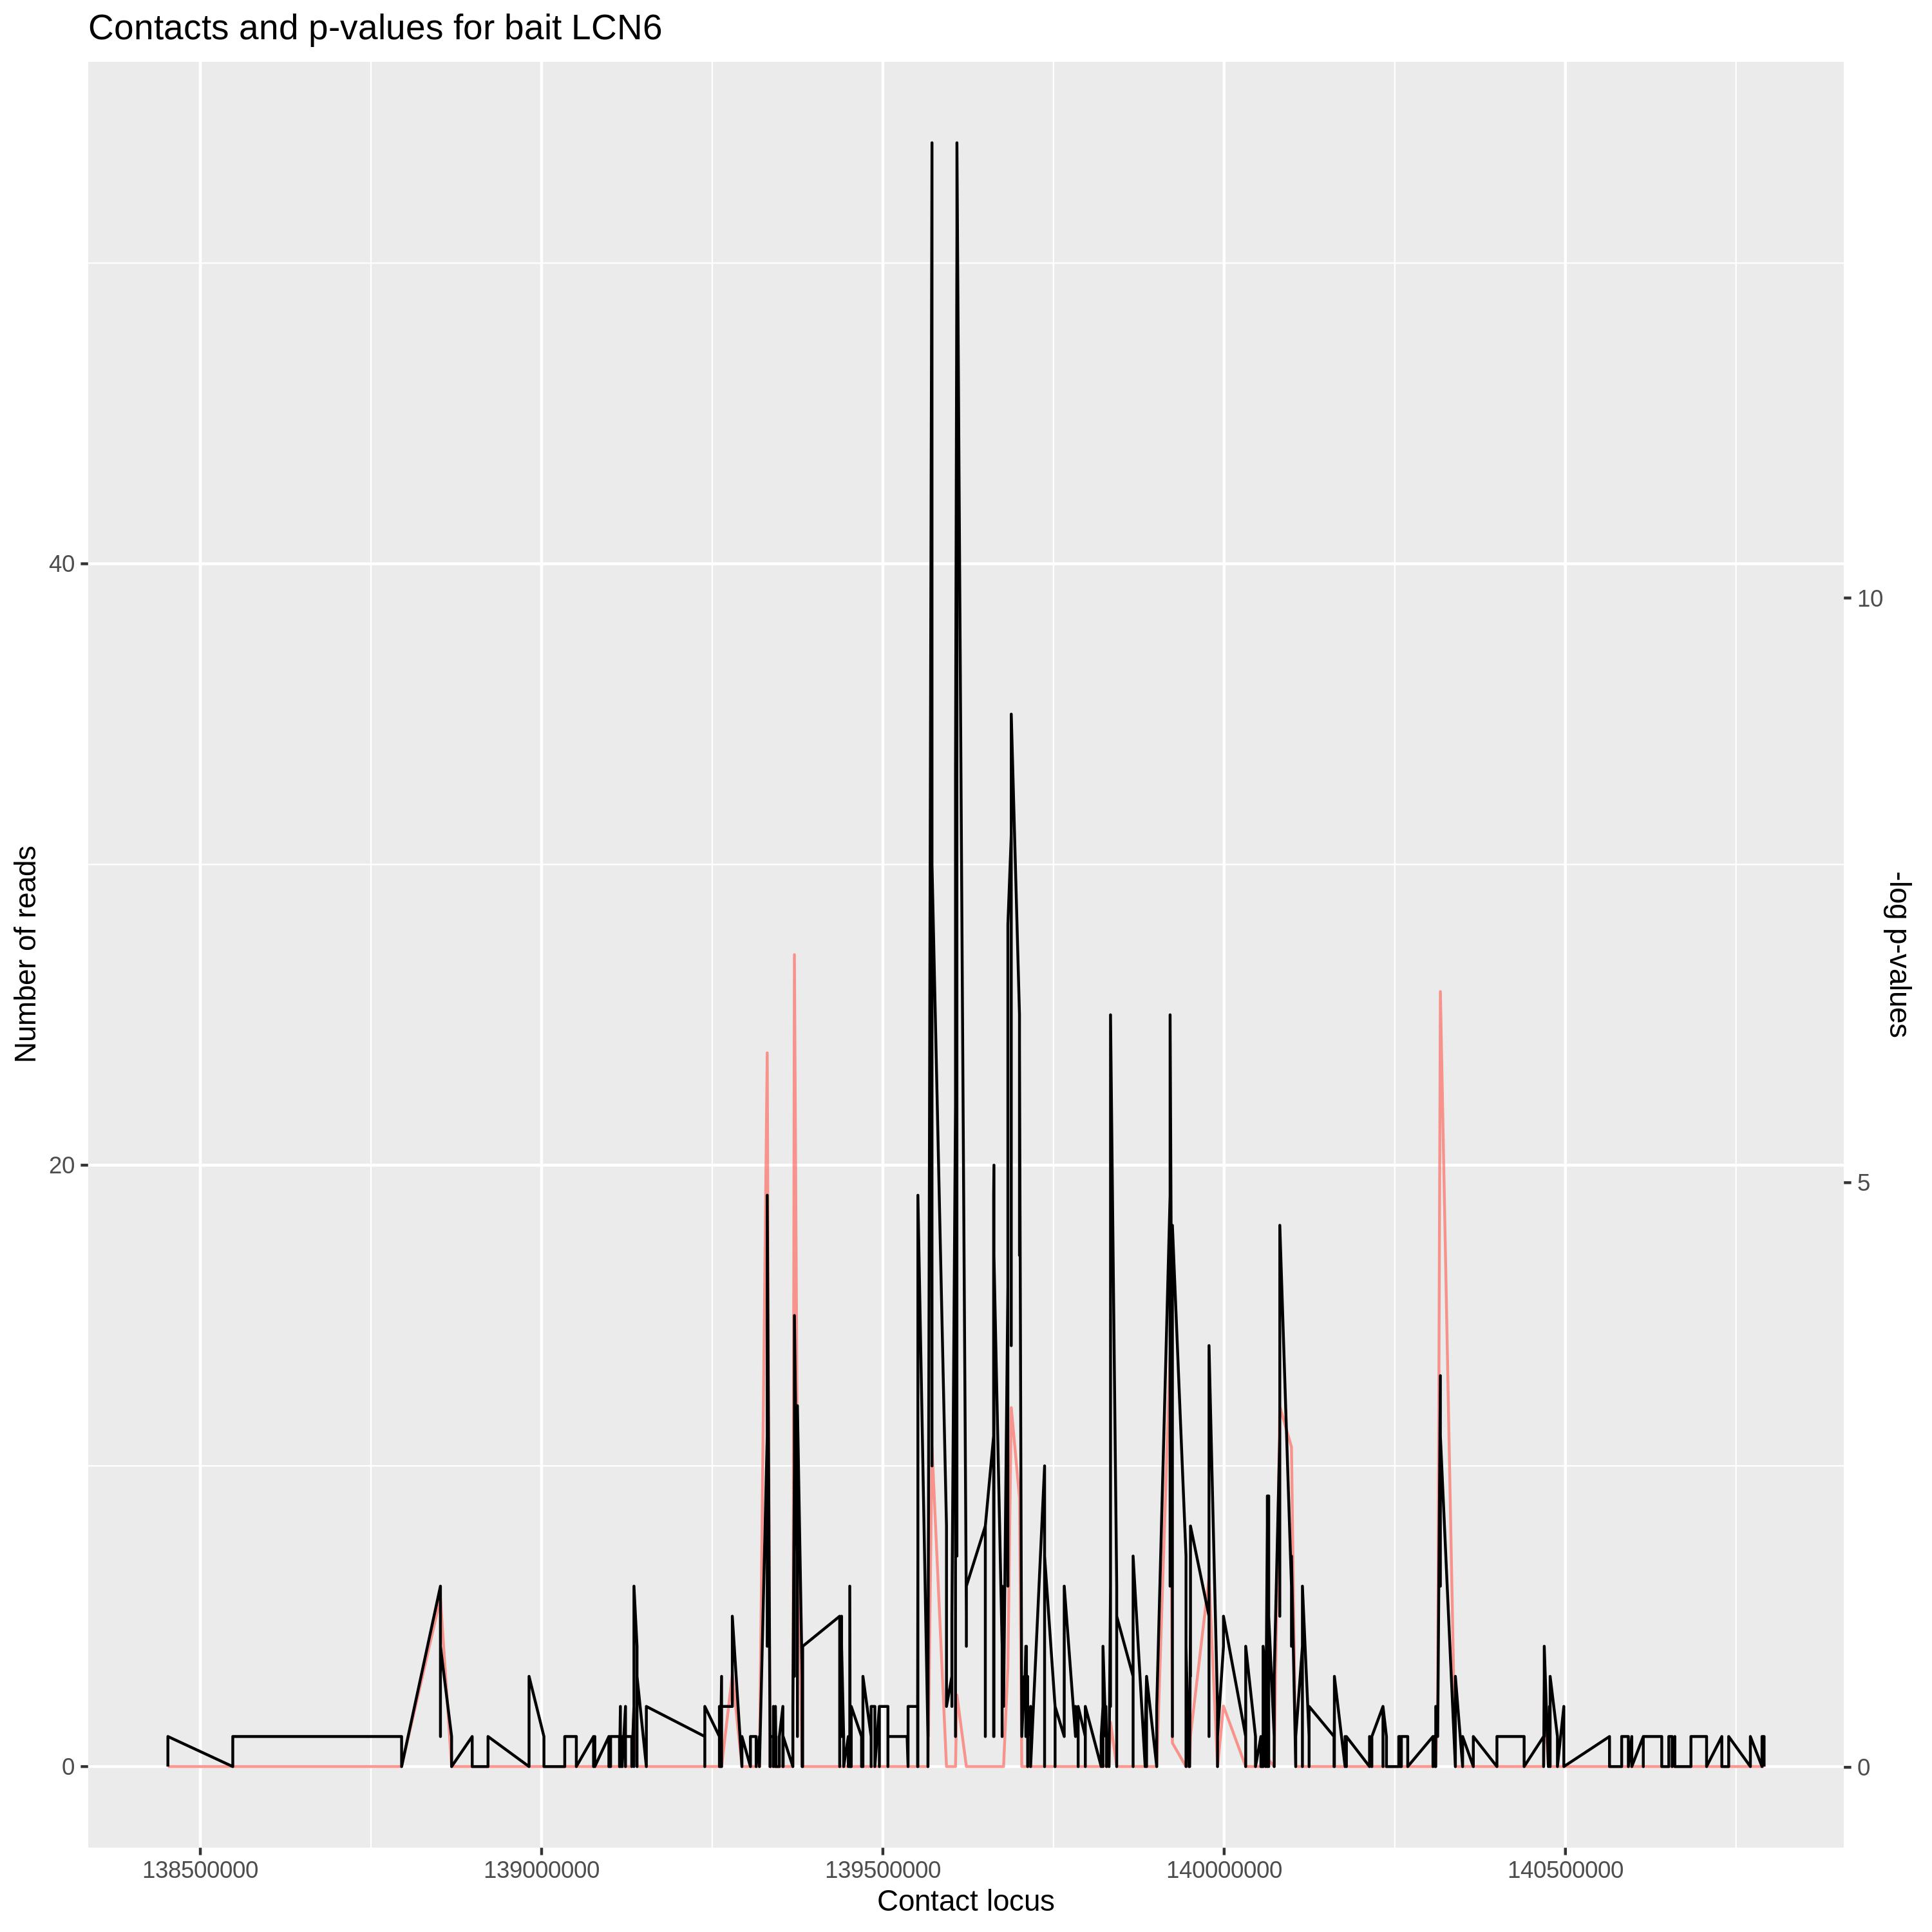 Contacts and p-values for bait LCN6
40
20
0
Number of reads
10
5
0
-log p-values
138500000
139000000
139500000
140000000
140500000
Contact locus